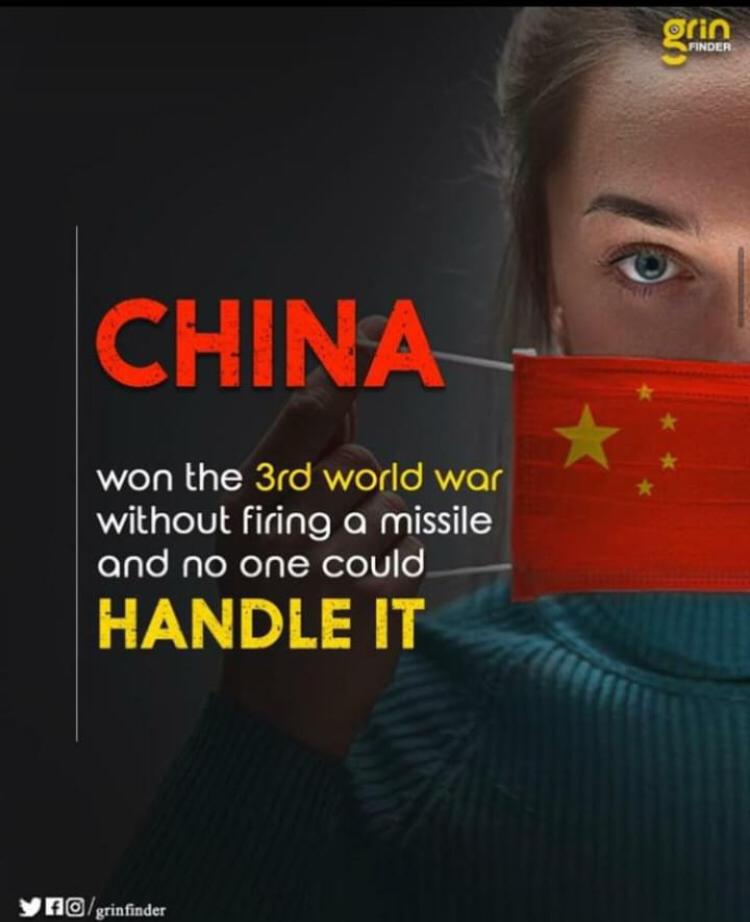 grin
FINDER
CHINA
won the 3rd world war
without firing a missile
and no one could
HANDLE IT
/grinfinder